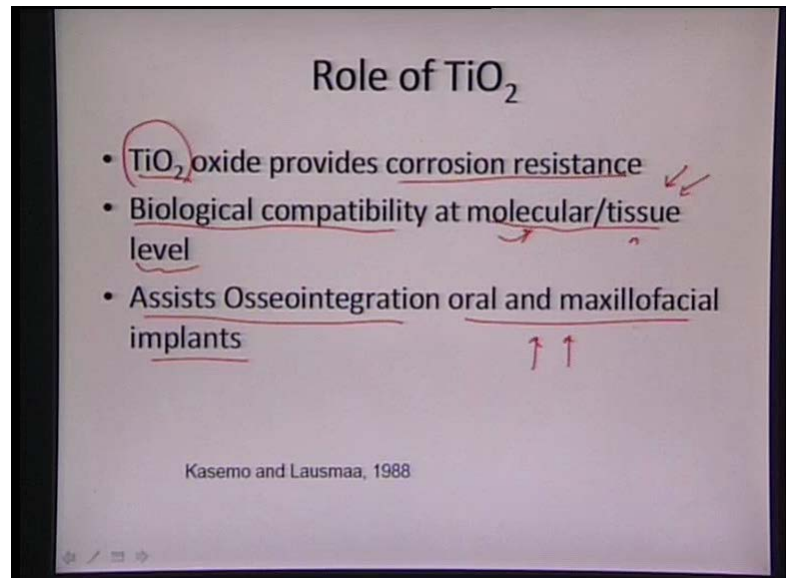 Role of TiO₂
• TiO₂ oxide provides corrosion resistance
• Biological compatibility at molecular/tissue
level
• Assists Osseointegration oral and maxillofacial
implants
Kasemo and Lausmaa, 1988